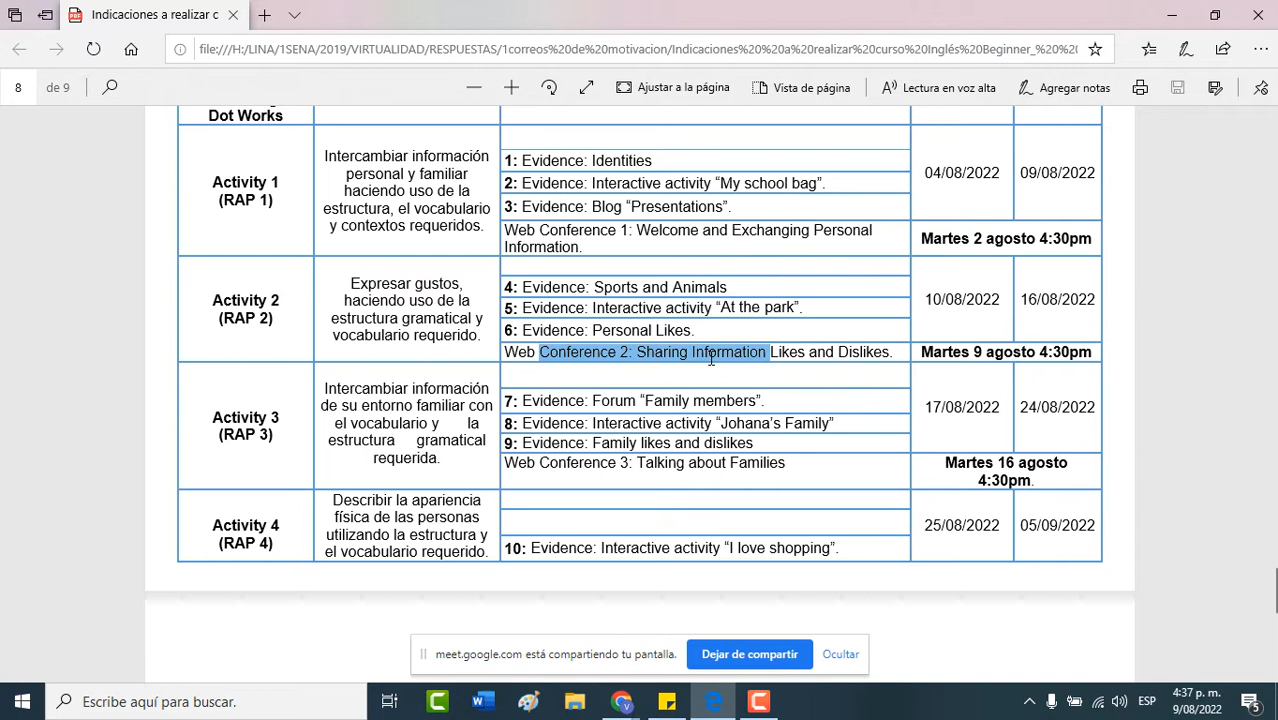 Indicaciones a realizar c
file:///H:/LINA/1SENA/2019/VIRTUALIDAD/RESPUESTAS/1correos%20de%20motivacion/Indicaciones%20%20a%20realizar%20curso%20Inglés%20Beginner_%20%20
8 de 9
Ajustar a la página
Vista de página
Lectura en voz alta
Agregar notas
Dot Works
Activity 1
(RAP 1)
Intercambiar información
personal y familiar
haciendo uso de la
estructura, el vocabulario
y contextos requeridos.
1: Evidence: Identities
2: Evidence: Interactive activity “My school bag”.
3: Evidence: Blog “Presentations”.
Web Conference 1: Welcome and Exchanging Personal
Information.
04/08/2022
09/08/2022
Martes 2 agosto 4:30pm
Activity 2
(RAP 2)
Expresar gustos,
haciendo uso de la
estructura gramatical y
vocabulario requerido.
4: Evidence: Sports and Animals
5: Evidence: Interactive activity “At the park”.
6: Evidence: Personal Likes.
Web Conference 2: Sharing Information Likes and Dislikes.
10/08/2022
16/08/2022
Martes 9 agosto 4:30pm
Activity 3
(RAP 3)
Intercambiar información
de su entorno familiar con
el vocabulario y la
estructura gramatical
requerida.
7: Evidence: Forum “Family members”.
8: Evidence: Interactive activity “Johana’s Family”
9: Evidence: Family likes and dislikes
Web Conference 3: Talking about Families
17/08/2022
24/08/2022
Martes 16 agosto
4:30pm.
Activity 4
(RAP 4)
Describir la apariencia
física de las personas
utilizando la estructura y
el vocabulario requerido.
10: Evidence: Interactive activity “I love shopping”.
25/08/2022
05/09/2022
meet.google.com está compartiendo tu pantalla.
Dejar de compartir
Ocultar
Escribe aquí para buscar.
ESP
4:37 p. m.
9/08/2022
5